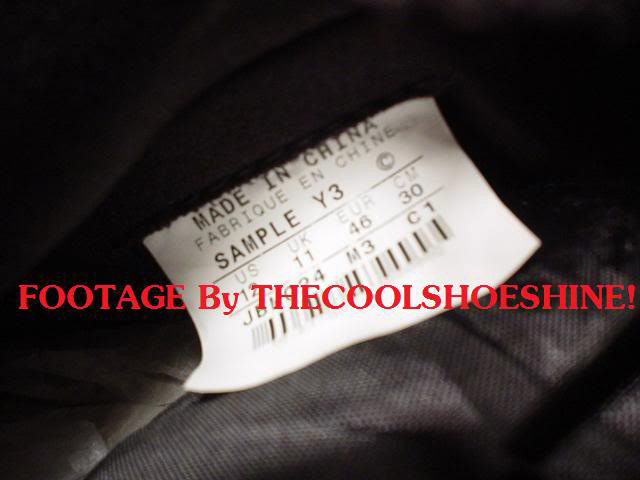 MADE IN CHINA
FABRIQUE EN CHINE
©
SAMPLE Y3
US UK EUR CM
11 46 30
M3 C1
FOOTAGE By THECOOLSHOESHINE!